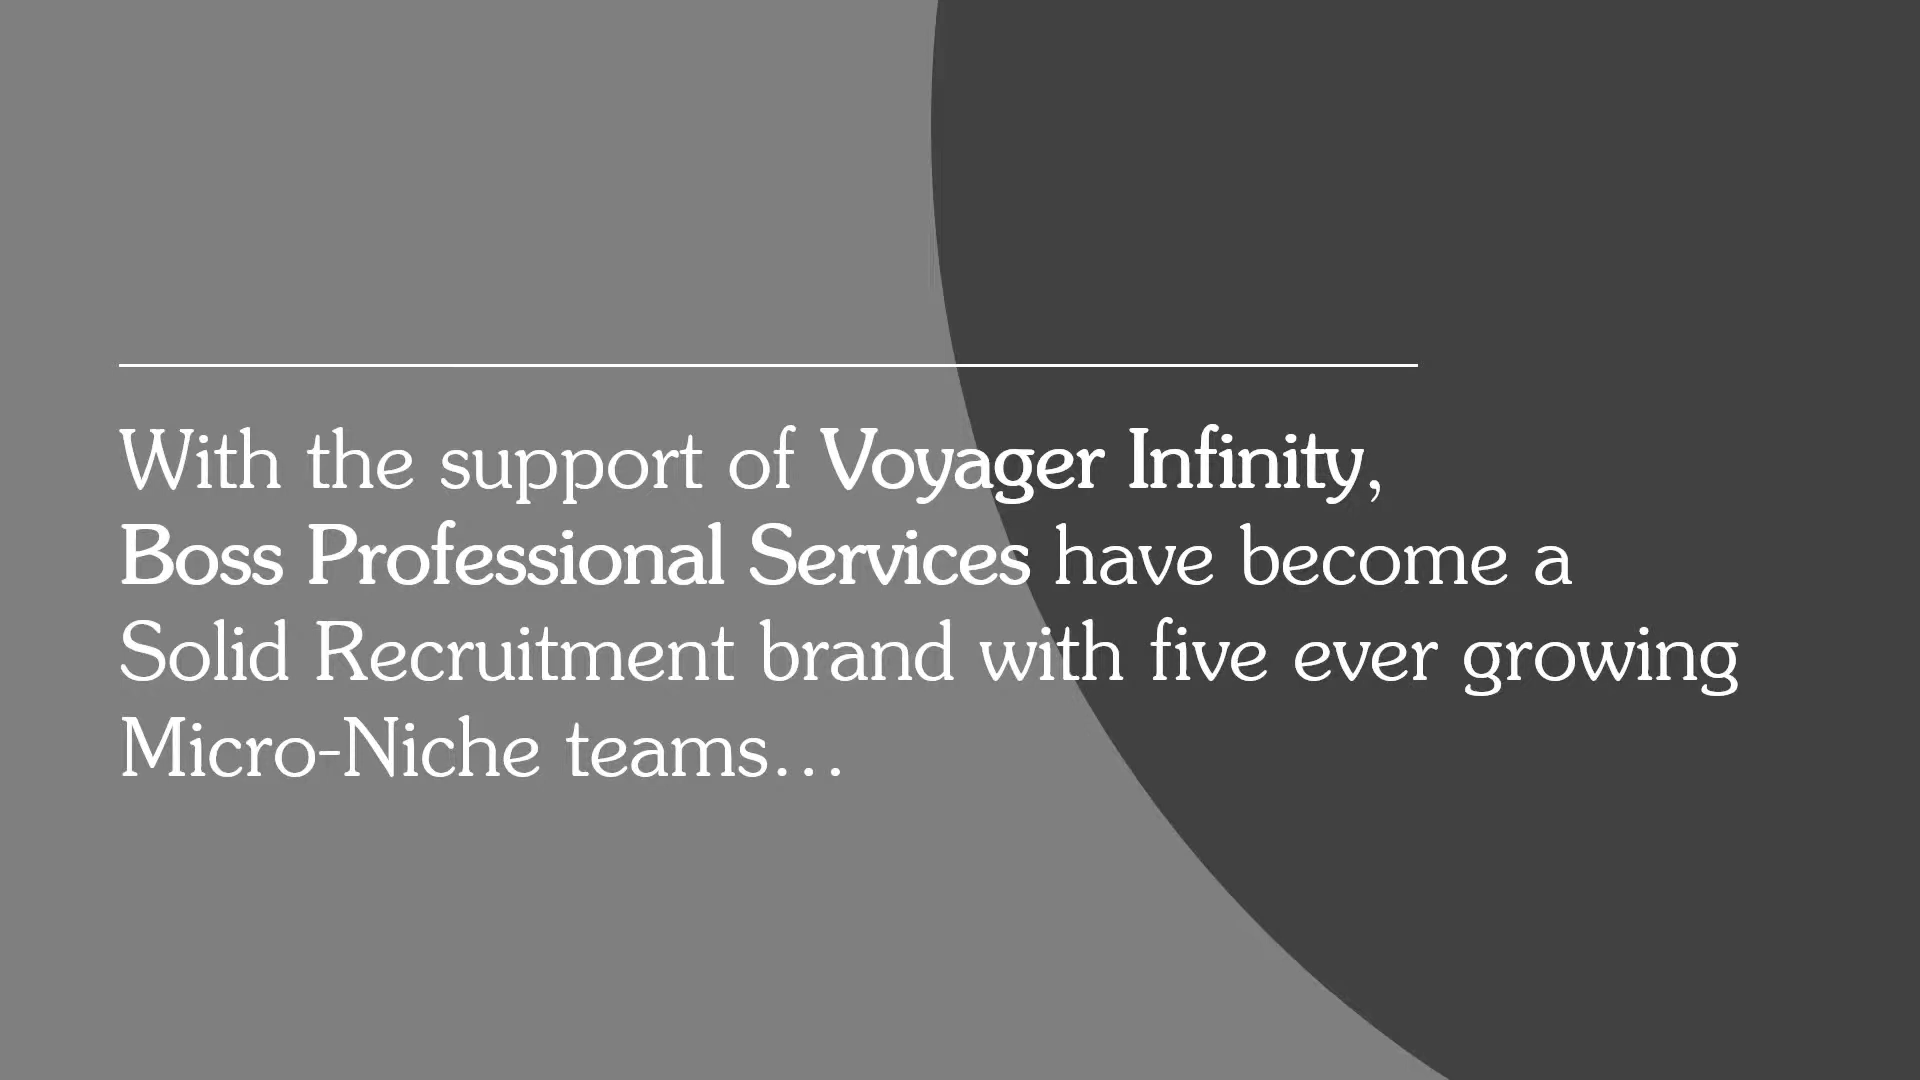 With the support of Voyager Infinity,
Boss Professional Services have become a
Solid Recruitment brand with five ever growing
Micro-Niche teams…